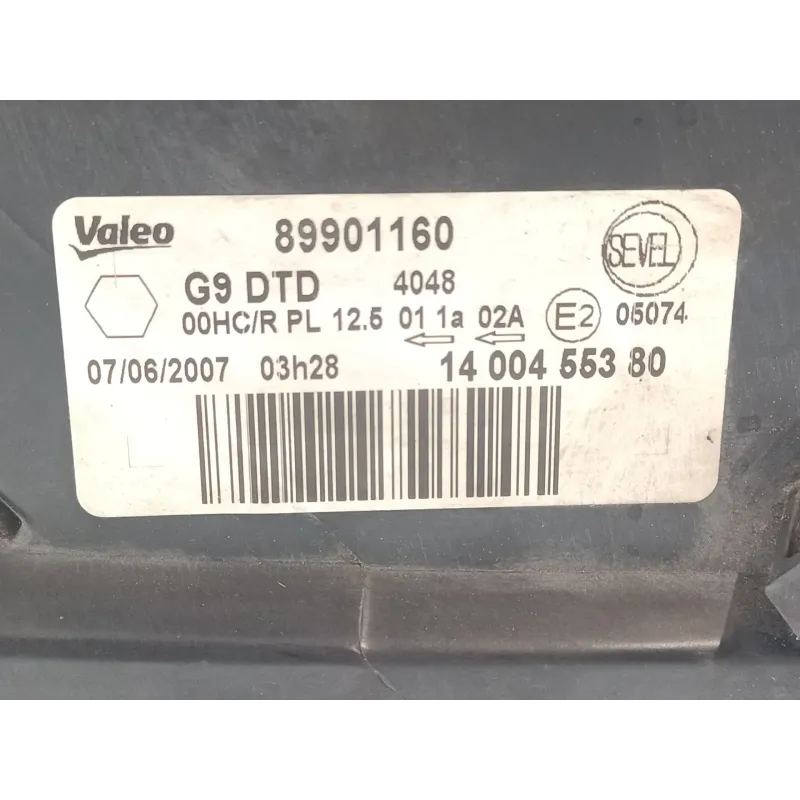 Valeo 89901160 SEVEL
G9 DTD 4048
00HC/R PL 12.5 01 1a 02A E2 05074
07/06/2007 03h28 14 004 553 80